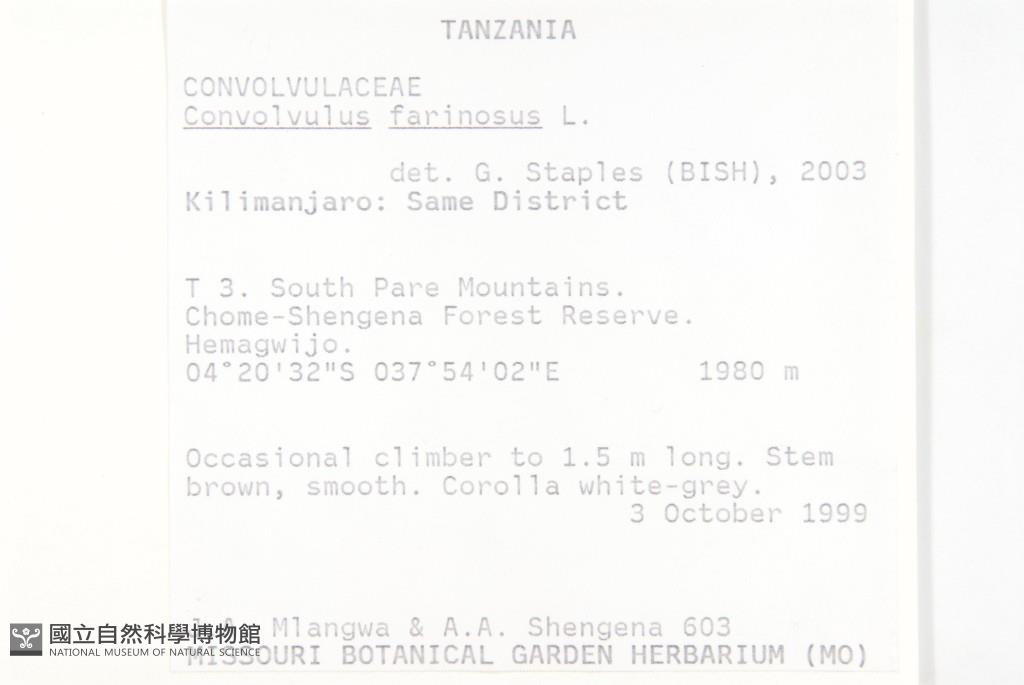 TANZANIA
CONVOLVULACEAE
Convolvulus farinosus L.
det. G. Staples (BISH), 2003
Kilimanjaro: Same District
T 3. South Pare Mountains.
Chome-Shengena Forest Reserve.
Hemagwijo.
04°20'32"S 037°54'02"E 1980 m
Occasional climber to 1.5 m long. Stem
brown, smooth. Corolla white-grey.
3 October 1999
Mlangwa & A.A. Shengena 603
MISSOURI BOTANICAL GARDEN HERBARIUM (MO)
國立自然科學博物館
NATIONAL MUSEUM OF NATURAL SCIENCE